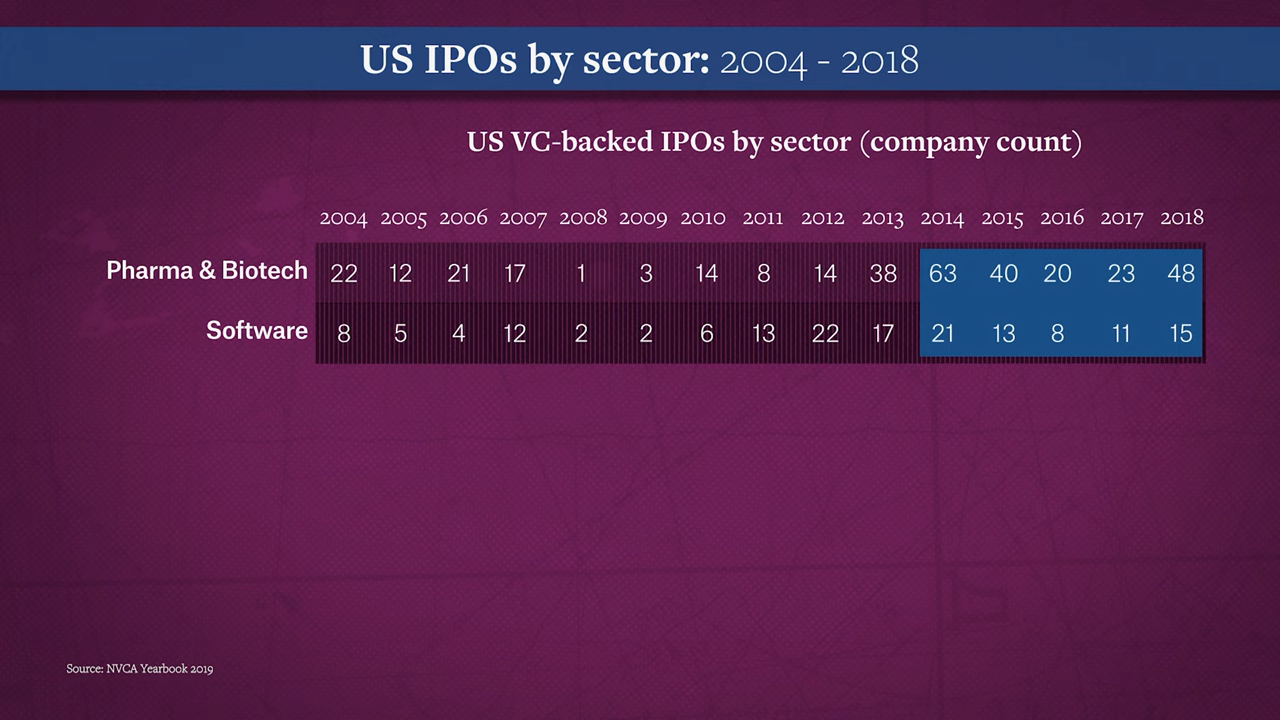 US IPOs by sector: 2004 - 2018
US VC-backed IPOs by sector (company count)
2004 2005 2006 2007 2008 2009 2010 2011 2012 2013 2014 2015 2016 2017 2018
Pharma & Biotech 22 12 21 17 1 3 14 8 14 38 63 40 20 23 48
Software 8 5 4 12 2 2 6 13 22 17 21 13 8 11 15
Source: NVCA Yearbook 2019